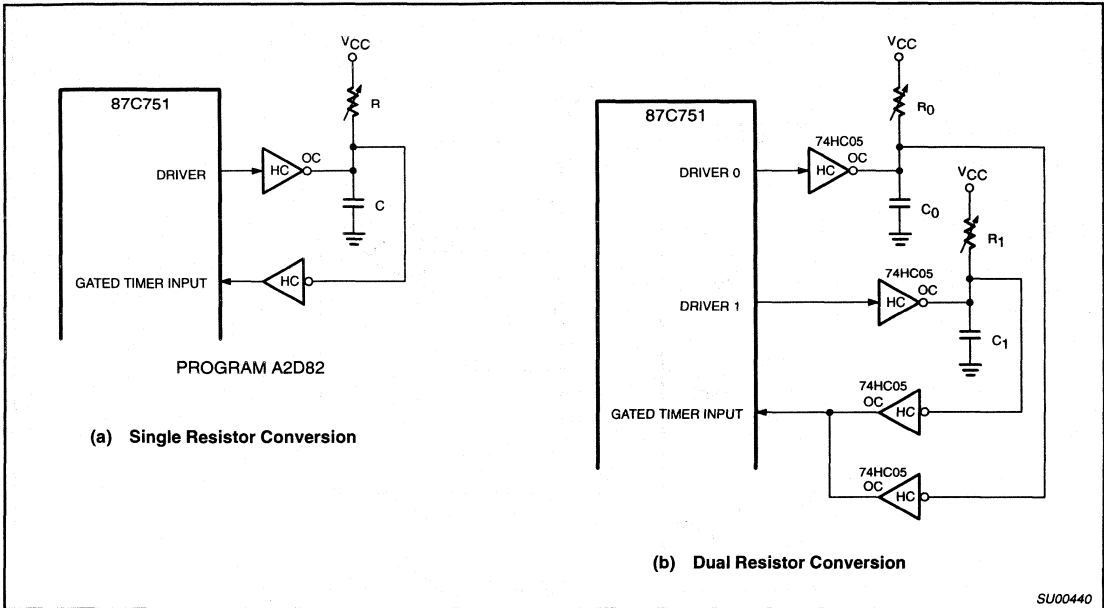 VCC
R
87C751
DRIVER
HC
OC
C
GATED TIMER INPUT
HC
PROGRAM A2D82
(a) Single Resistor Conversion
VCC
R0
87C751
74HC05
OC
DRIVER 0
HC
C0
VCC
R1
74HC05
OC
DRIVER 1
HC
C1
74HC05
OC
GATED TIMER INPUT
HC
74HC05
OC
HC
(b) Dual Resistor Conversion
SU00440